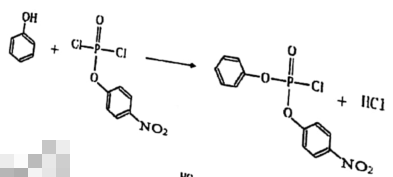 OH
O
+ Cl P Cl
O
NO₂
O
O P Cl
O + HCl
NO₂